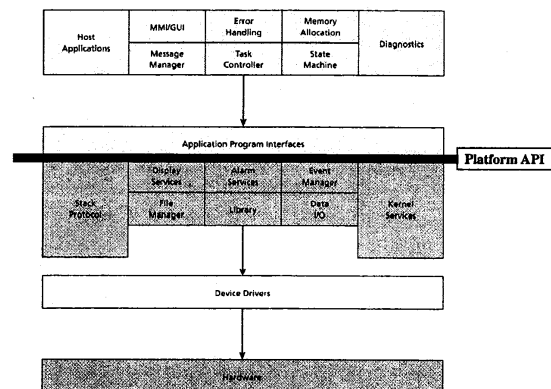 Host
Applications
MMI/GUI
Error
Handling
Memory
Allocation
Diagnostics
Message
Manager
Task
Controller
State
Machine
Application Program Interfaces
Platform API
Stack
Protocol
Display
Services
Alarm
Services
Event
Manager
File
Manager
Library
Data
I/O
Kernel
Services
Device Drivers
Hardware